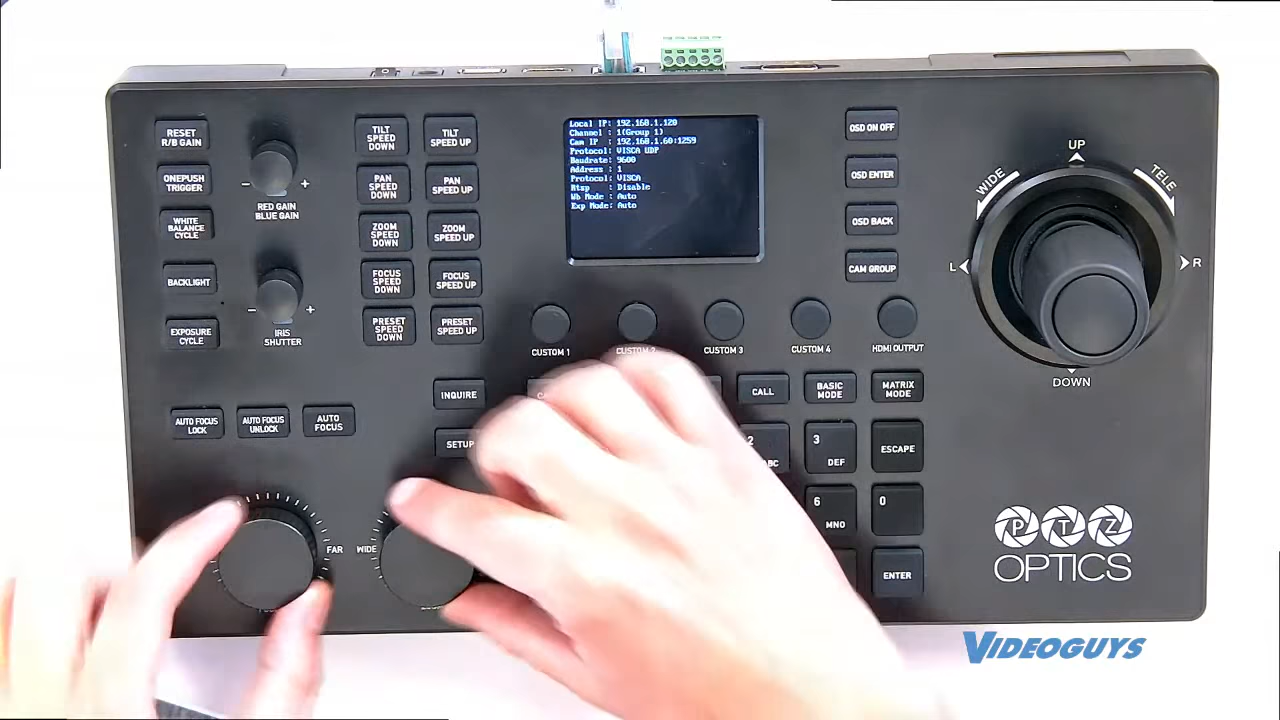 RESET
R/B GAIN
ONEPUSH
TRIGGER
WHITE
BALANCE
CYCLE
BACKLIGHT
EXPOSURE
CYCLE
RED GAIN
BLUE GAIN
IRIS
SHUTTER
TILT
SPEED
DOWN
TILT
SPEED UP
PAN
SPEED
DOWN
PAN
SPEED UP
ZOOM
SPEED
DOWN
ZOOM
SPEED UP
FOCUS
SPEED
DOWN
FOCUS
SPEED UP
PRESET
SPEED
DOWN
PRESET
SPEED UP
Local IP: 192.168.1.120
Channel : 1(Group 1)
Cam IP : 192.168.1.60:1259
Protocol: VISCA UDP
Baudrate: 9600
Address : 1
Protocol: VISCA
Rtsp : Disable
Wb Mode : Auto
Exp Mode: Auto
OSD ON OFF
OSD ENTER
OSD BACK
CAM GROUP
UP
WIDE
TELE
L
R
DOWN
CUSTOM 1
CUSTOM 2
CUSTOM 3
CUSTOM 4
HDMI OUTPUT
INQUIRE
CALL
BASIC
MODE
MATRIX
MODE
AUTO FOCUS
LOCK
AUTO FOCUS
UNLOCK
AUTO
FOCUS
SETUP
2
3
DEF
ESCAPE
6
MNO
0
FAR
WIDE
ENTER
PTZ
OPTICS
VIDEOGUYS